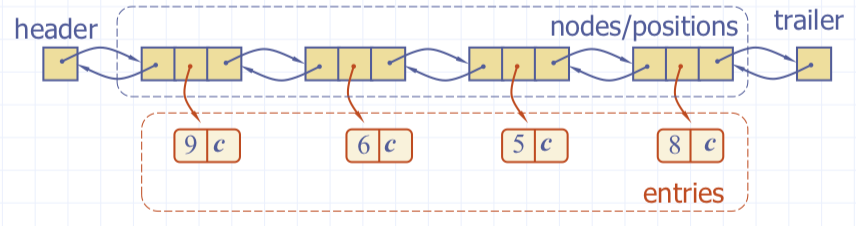 header
nodes/positions
trailer
9 c
6 c
5 c
8 c
entries